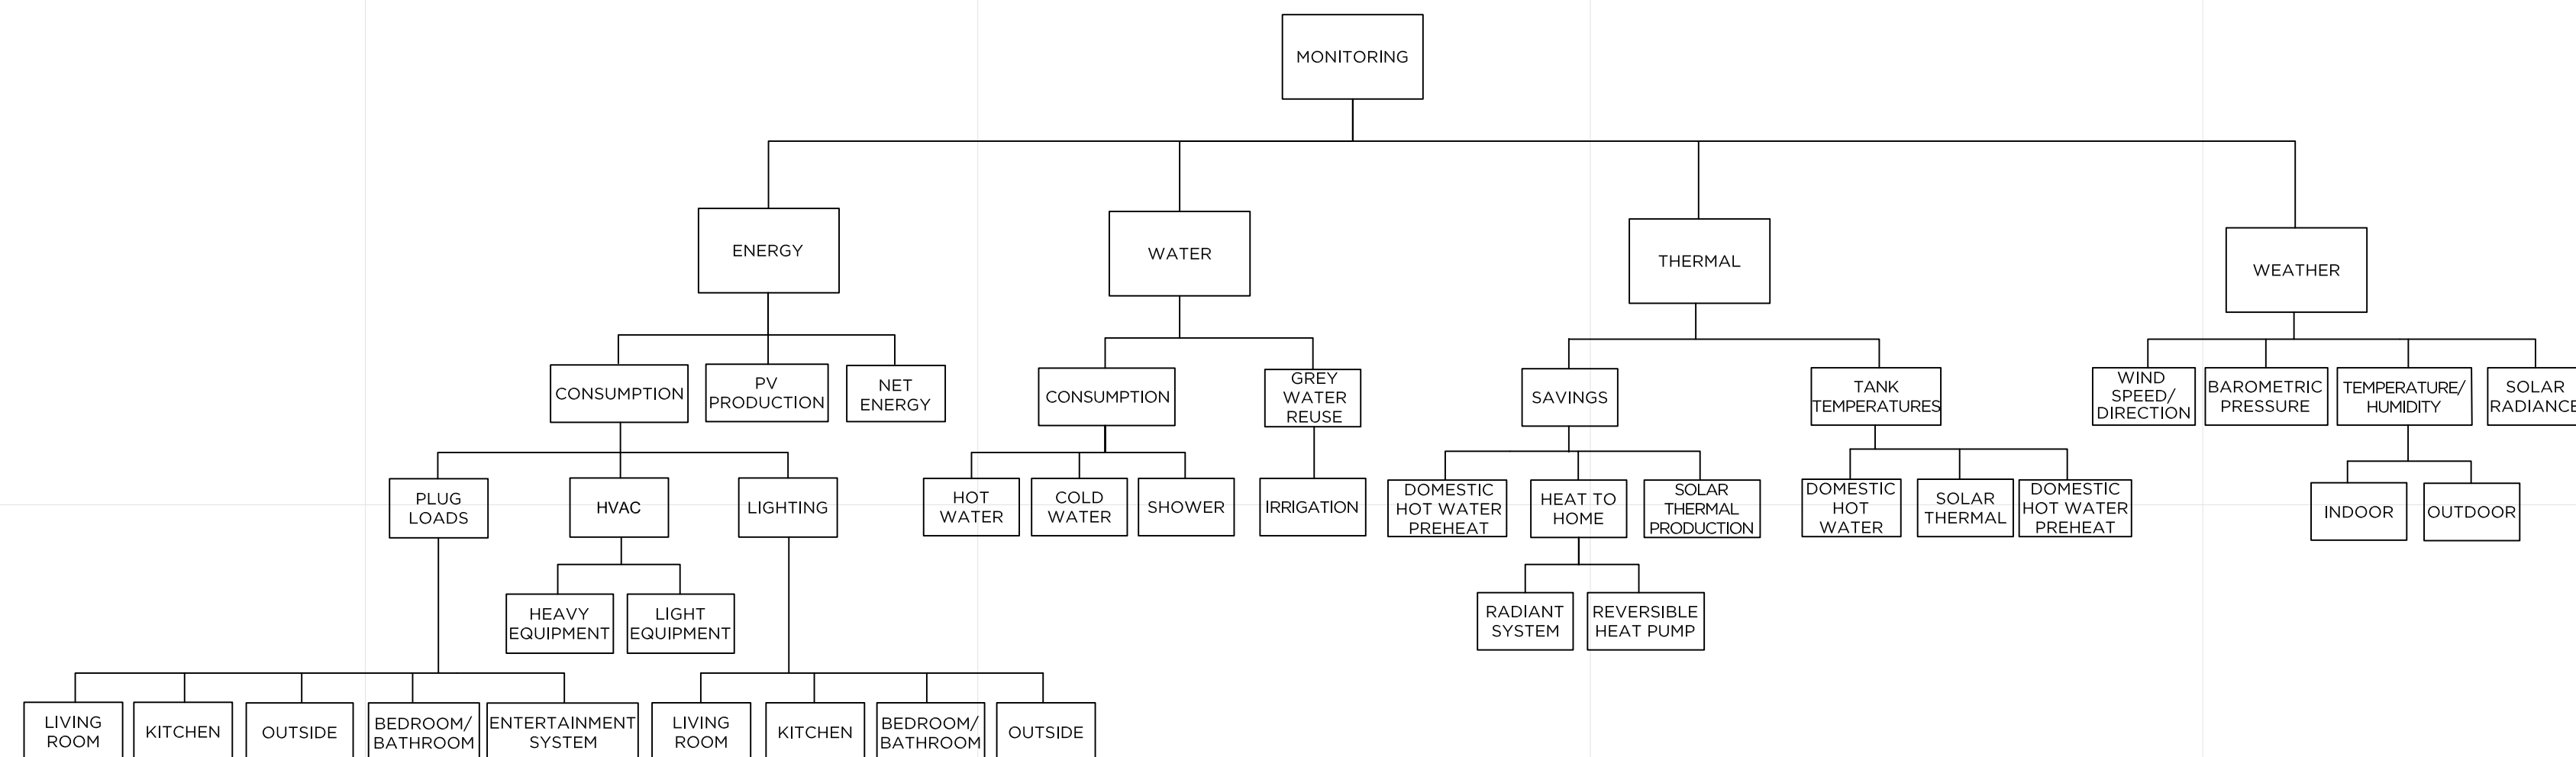 MONITORING
ENERGY
WATER
THERMAL
WEATHER
CONSUMPTION
PV
PRODUCTION
NET
ENERGY
CONSUMPTION
GREY
WATER
REUSE
SAVINGS
TANK
TEMPERATURES
WIND
SPEED/
DIRECTION
BAROMETRIC
PRESSURE
TEMPERATURE/
HUMIDITY
SOLAR
RADIANCE
PLUG
LOADS
HVAC
LIGHTING
HOT
WATER
COLD
WATER
SHOWER
IRRIGATION
DOMESTIC
HOT WATER
PREHEAT
HEAT TO
HOME
SOLAR
THERMAL
PRODUCTION
DOMESTIC
HOT
WATER
SOLAR
THERMAL
DOMESTIC
HOT WATER
PREHEAT
INDOOR
OUTDOOR
HEAVY
EQUIPMENT
LIGHT
EQUIPMENT
RADIANT
SYSTEM
REVERSIBLE
HEAT PUMP
LIVING
ROOM
KITCHEN
OUTSIDE
BEDROOM/
BATHROOM
ENTERTAINMENT
SYSTEM
LIVING
ROOM
KITCHEN
BEDROOM/
BATHROOM
OUTSIDE